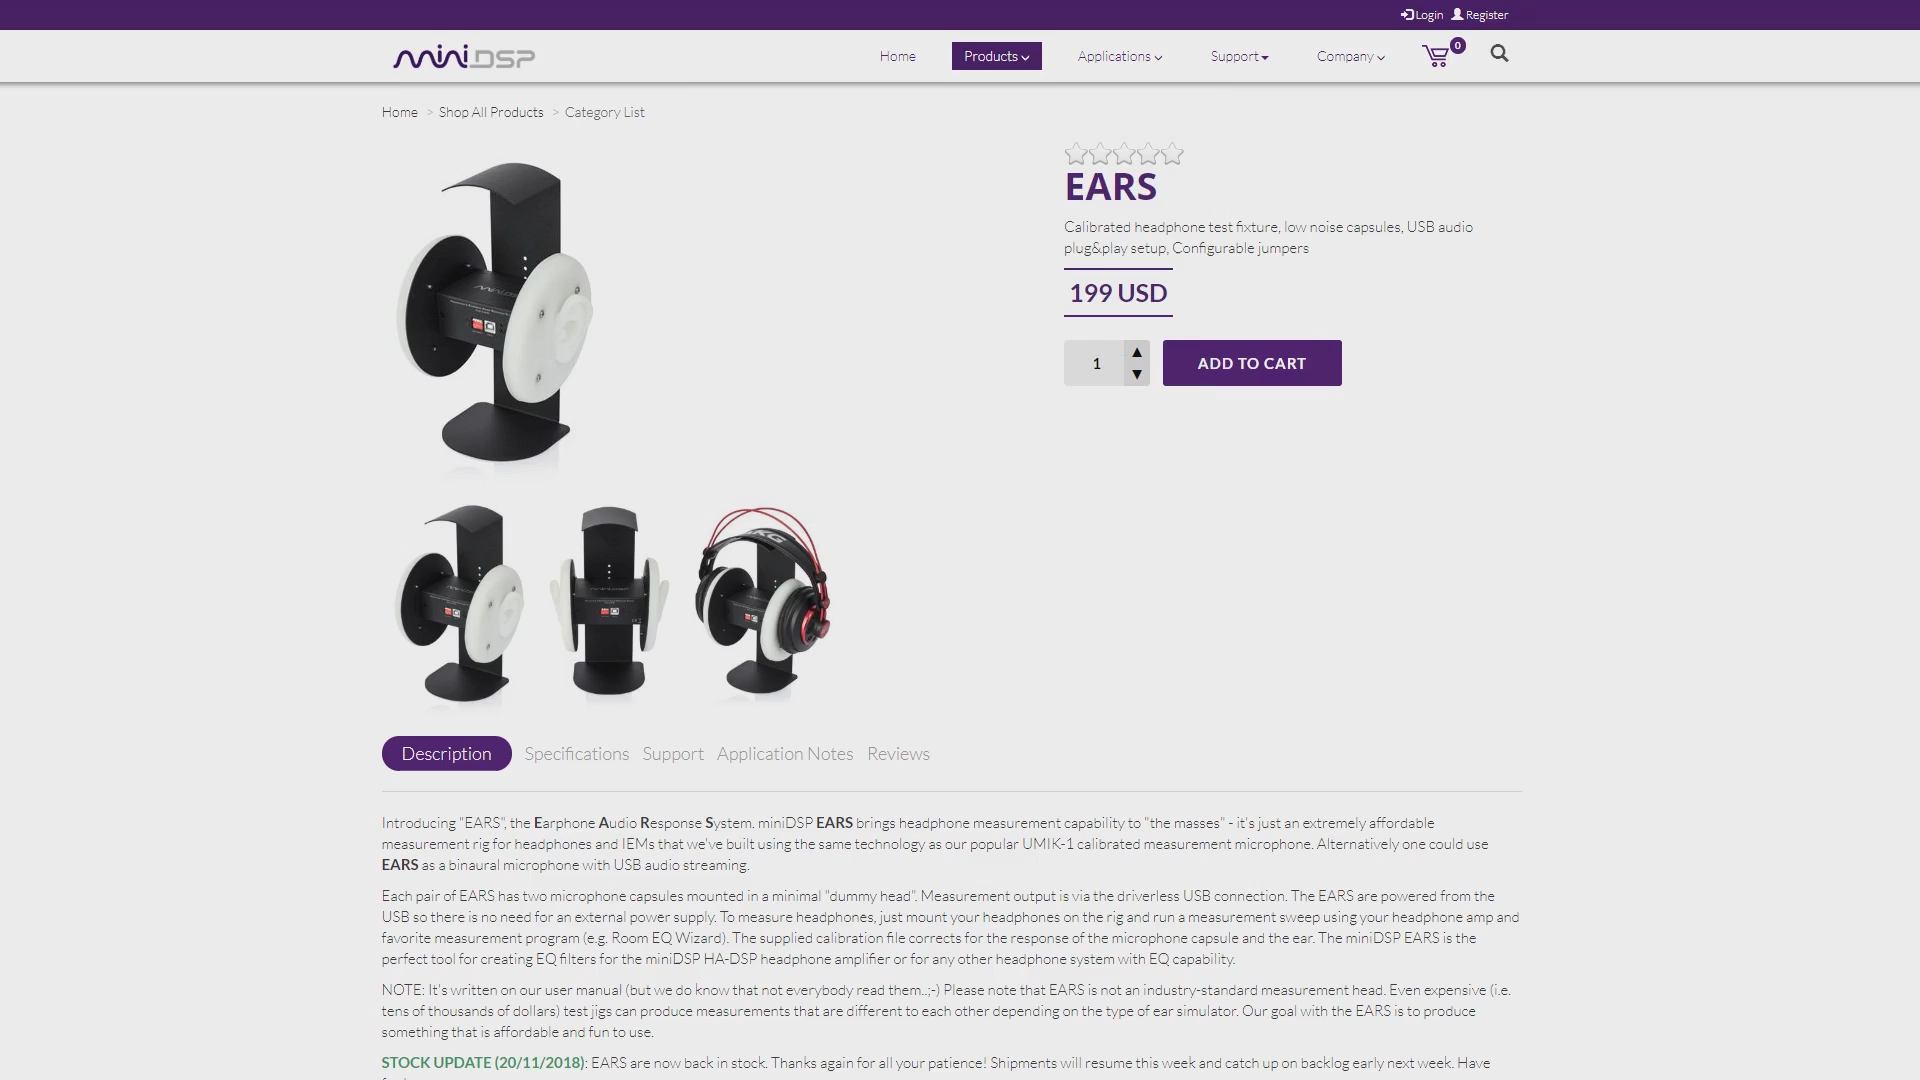 Login Register
miniDSP
Home Products Applications Support Company 0
Home > Shop All Products > Category List
EARS
Calibrated headphone test fixture, low noise capsules, USB audio
plug&play setup, Configurable jumpers
199 USD
1 ADD TO CART
Description Specifications Support Application Notes Reviews
Introducing "EARS", the Earphone Audio Response System. miniDSP EARS brings headphone measurement capability to "the masses" - it's just an extremely affordable
measurement rig for headphones and IEMs that we've built using the same technology as our popular UMIK-1 calibrated measurement microphone. Alternatively one could use
EARS as a binaural microphone with USB audio streaming.
Each pair of EARS has two microphone capsules mounted in a minimal "dummy head". Measurement output is via the driverless USB connection. The EARS are powered from the
USB so there is no need for an external power supply. To measure headphones, just mount your headphones on the rig and run a measurement sweep using your headphone amp and
favorite measurement program (e.g. Room EQ Wizard). The supplied calibration file corrects for the response of the microphone capsule and the ear. The miniDSP EARS is the
perfect tool for creating EQ filters for the miniDSP HA-DSP headphone amplifier or for any other headphone system with EQ capability.
NOTE: It's written on our user manual (but we do know that not everybody read them..;-) Please note that EARS is not an industry-standard measurement head. Even expensive (i.e.
tens of thousands of dollars) test jigs can produce measurements that are different to each other depending on the type of ear simulator. Our goal with the EARS is to produce
something that is affordable and fun to use.
STOCK UPDATE (20/11/2018): EARS are now back in stock. Thanks again for all your patience! Shipments will resume this week and catch up on backlog early next week. Have